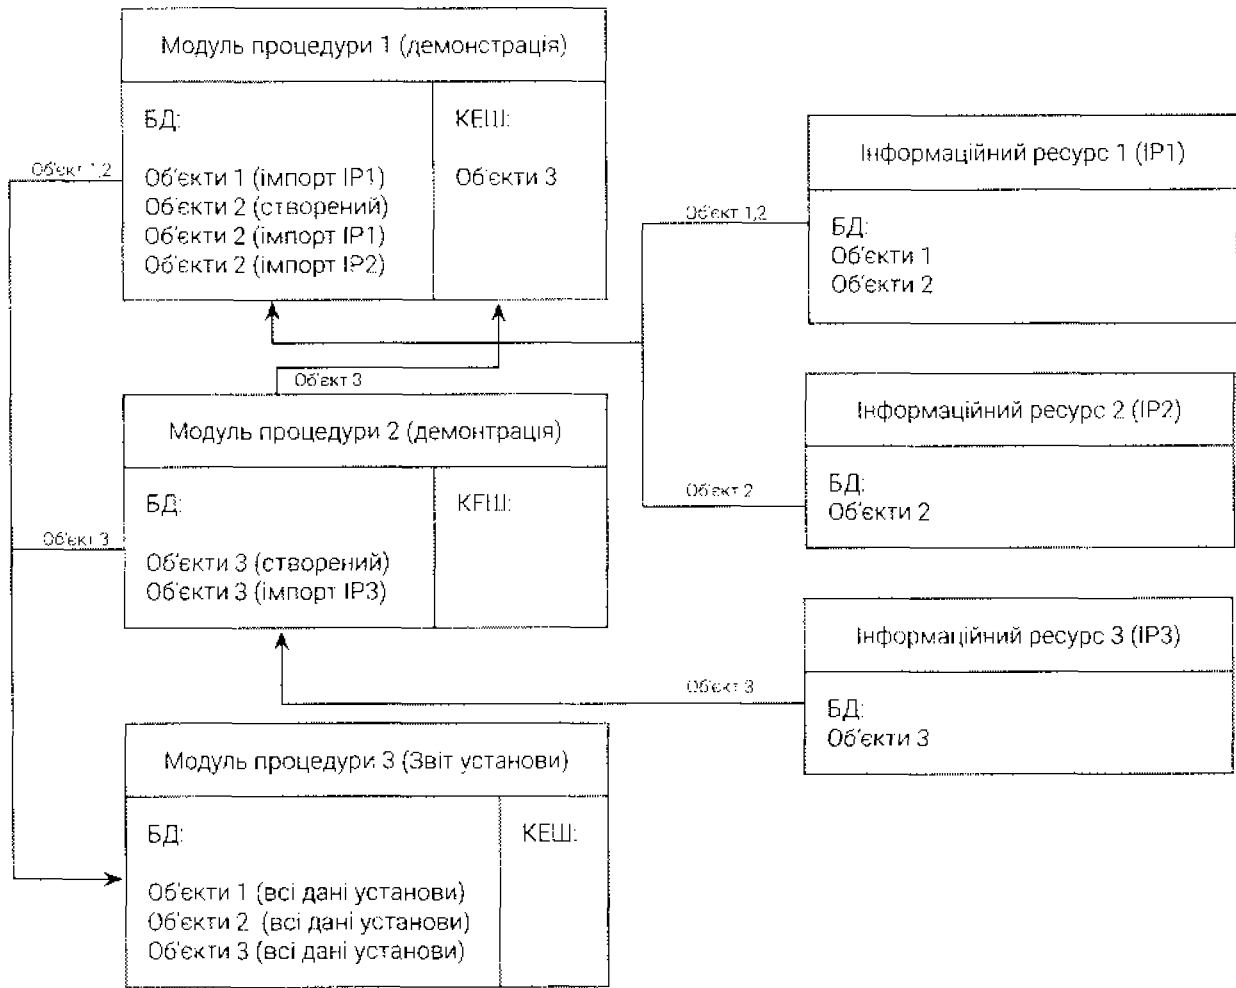 Модуль процедури 1 (демонстрація)
БД:
Об'єкти 1 (імпорт ІР1)
Об'єкти 2 (створений)
Об'єкти 2 (імпорт ІР1)
Об'єкти 2 (імпорт ІР2)
КЕШ:
Об'єкти 3
Об'єкт 1,2
Інформаційний ресурс 1 (ІР1)
БД:
Об'єкти 1
Об'єкти 2
Об'єкт 1,2
Об'єкт 3
Модуль процедури 2 (демонтрація)
БД:
Об'єкти 3 (створений)
Об'єкти 3 (імпорт ІР3)
КЕШ:
Об'єкт 3
Інформаційний ресурс 2 (ІР2)
БД:
Об'єкти 2
Об'єкт 2
Інформаційний ресурс 3 (ІР3)
БД:
Об'єкти 3
Об'єкт 3
Модуль процедури 3 (Звіт установи)
БД:
Об'єкти 1 (всі дані установи)
Об'єкти 2 (всі дані установи)
Об'єкти 3 (всі дані установи)
КЕШ: